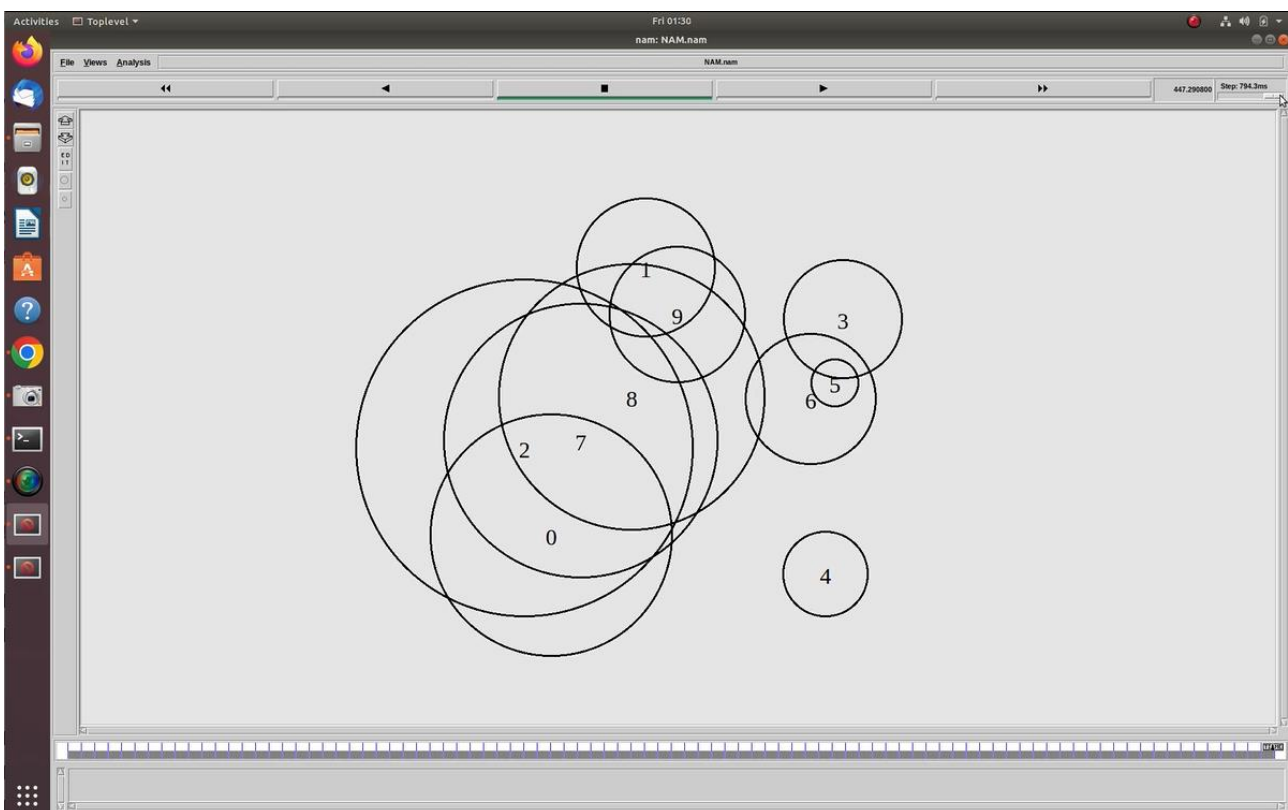 Activities Toplevel Fri 01:30
nam: NAM.nam
File Views Analysis NAM.nam
447.290800 Step: 794.3ms
E D
I T
1
9
3
5
8
6
7
2
0
4